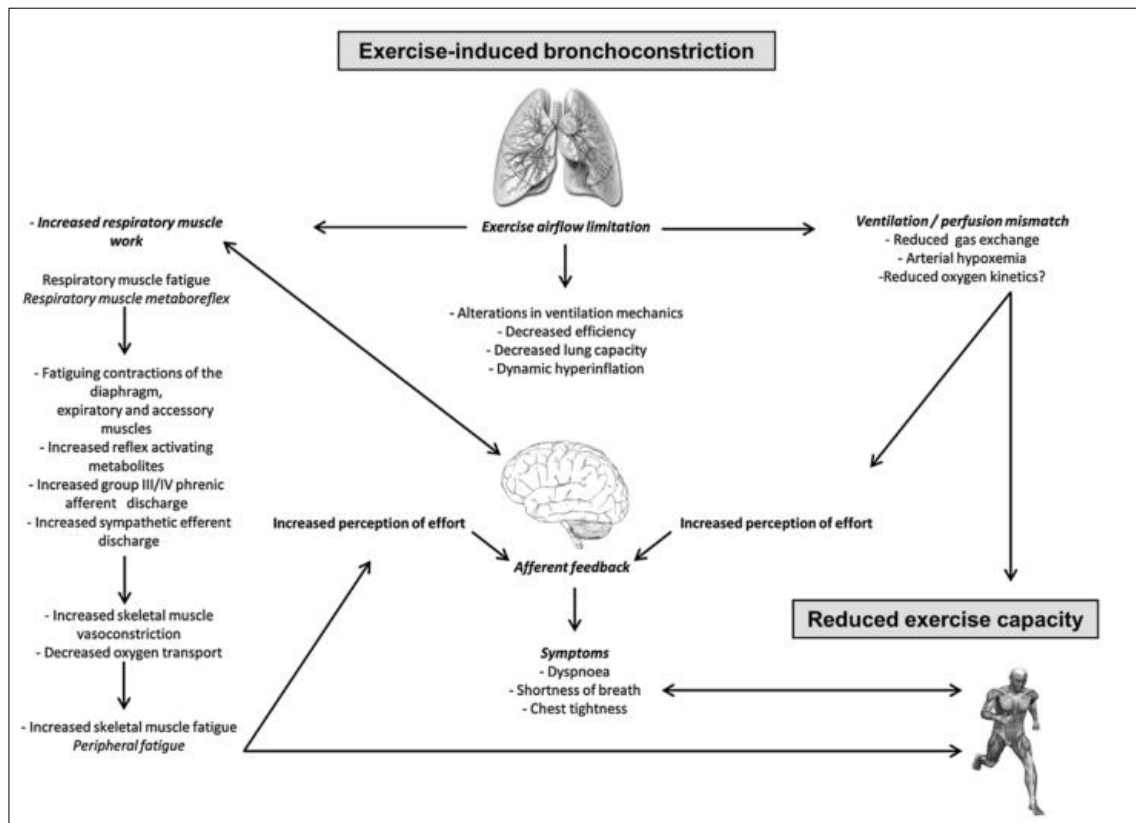 Exercise-induced bronchoconstriction
- Increased respiratory muscle
work
Exercise airflow limitation
Ventilation / perfusion mismatch
- Reduced gas exchange
- Arterial hypoxemia
-Reduced oxygen kinetics?
Respiratory muscle fatigue
Respiratory muscle metaboreflex
- Alterations in ventilation mechanics
- Decreased efficiency
- Decreased lung capacity
- Dynamic hyperinflation
- Fatiguing contractions of the
diaphragm,
expiratory and accessory
muscles
- Increased reflex activating
metabolites
- Increased group III/IV phrenic
afferent discharge
- Increased sympathetic efferent
discharge
Increased perception of effort
Increased perception of effort
Afferent feedback
- Increased skeletal muscle
vasoconstriction
- Decreased oxygen transport
Reduced exercise capacity
Symptoms
- Dyspnoea
- Shortness of breath
- Chest tightness
- Increased skeletal muscle fatigue
Peripheral fatigue